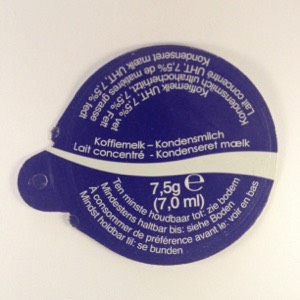 Koffiemelk UHT, 7,5% vet
Kondensmilch ultrahocherhitzt, 7,5% Fett
Lait concentré UHT, 7,5% de matières grasse
Kondenseret mælk UHT, 7,5% fedt
Koffiemelk – Kondensmilch
Lait concentré - Kondenseret mælk
7,5g ℮
(7,0 ml)
Ten minste houdbaar tot: zie bodem
Mindestens haltbar bis: siehe Boden
À consommer de préférence avant le: voir en bas
Mindst holdbar til: se bunden